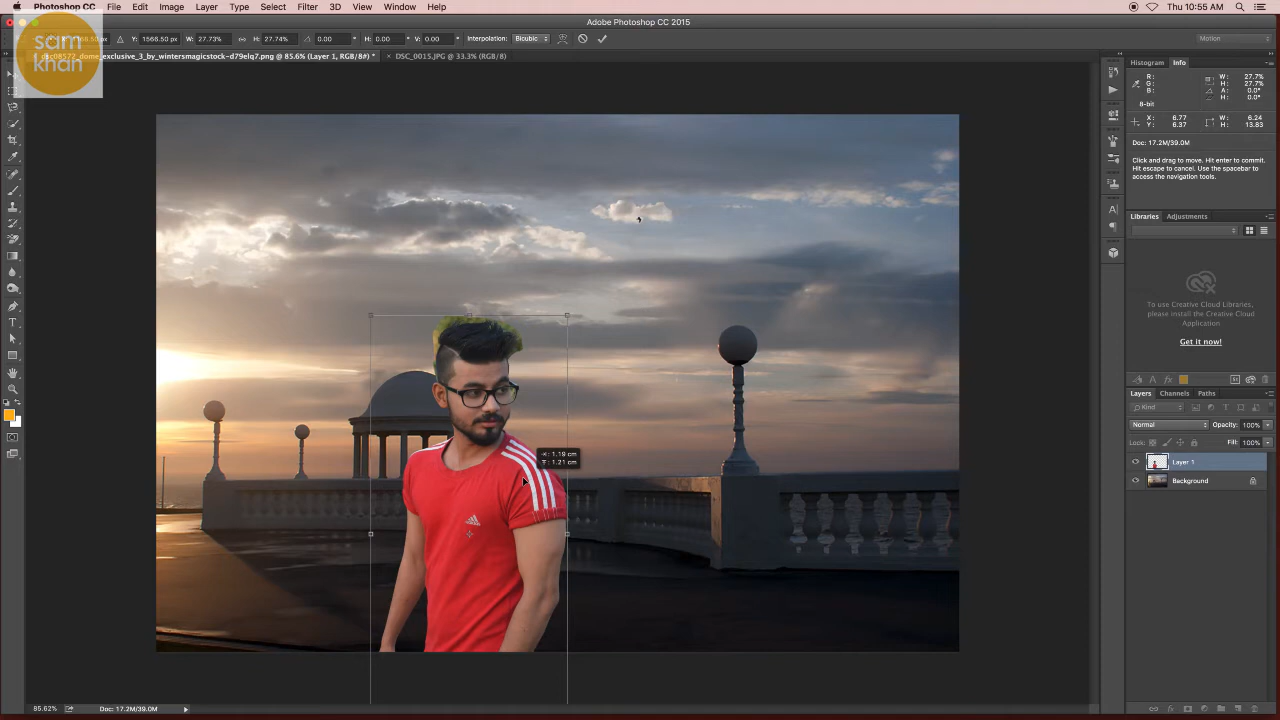 Photoshop CC File Edit Image Layer Type Select Filter 3D View Window Help
Thu 10:55 AM
Adobe Photoshop CC 2015
Y: 1566.50 px W: 27.73% H: 27.74% 0.00 H: 0.00 V: 0.00 Interpolation: Bicubic
Motion
sam
khan
dome_exclusive_3_by_wintersmagicstock-d79elq7.png @ 85.6% (Layer 1, RGB/8#) *
× DSC_0015.JPG @ 33.3% (RGB/8)
Histogram Info
R:
G:
B:
W: 27.7%
H: 27.7%
A: 0.0°
H: 0.0°
8-bit
X: 6.77
Y: 6.37
W: 6.24
H: 13.83
Doc: 17.2M/39.0M
Click and drag to move. Hit enter to commit.
Hit escape to cancel. Use the spacebar to
access the navigation tools.
Libraries Adjustments
To use Creative Cloud Libraries,
please install the Creative Cloud
Application
Get it now!
Layers Channels Paths
Kind
Normal Opacity: 100%
Lock: Fill: 100%
Layer 1
Background
: 1.19 cm
: 1.21 cm
adidas
85.62% Doc: 17.2M/39.0M